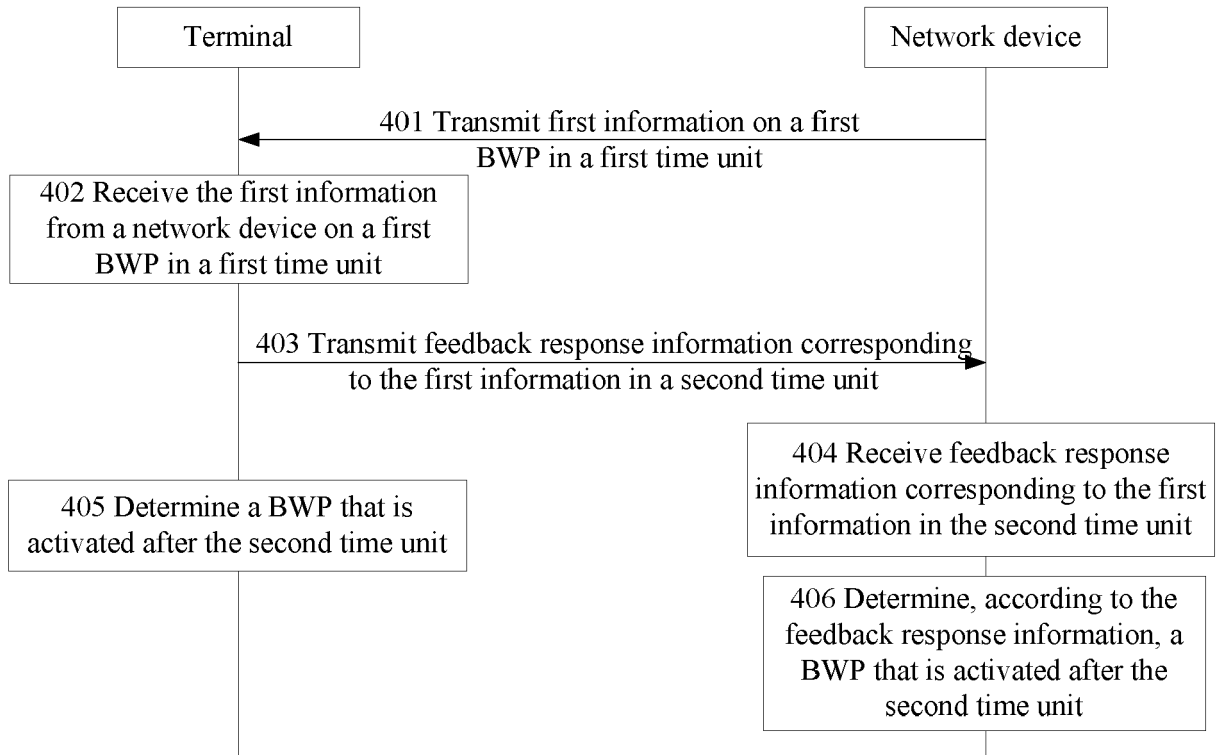 Terminal
Network device
401 Transmit first information on a first
BWP in a first time unit
402 Receive the first information
from a network device on a first
BWP in a first time unit
403 Transmit feedback response information corresponding
to the first information in a second time unit
404 Receive feedback response
information corresponding to the first
information in the second time unit
405 Determine a BWP that is
activated after the second time unit
406 Determine, according to the
feedback response information, a
BWP that is activated after the
second time unit